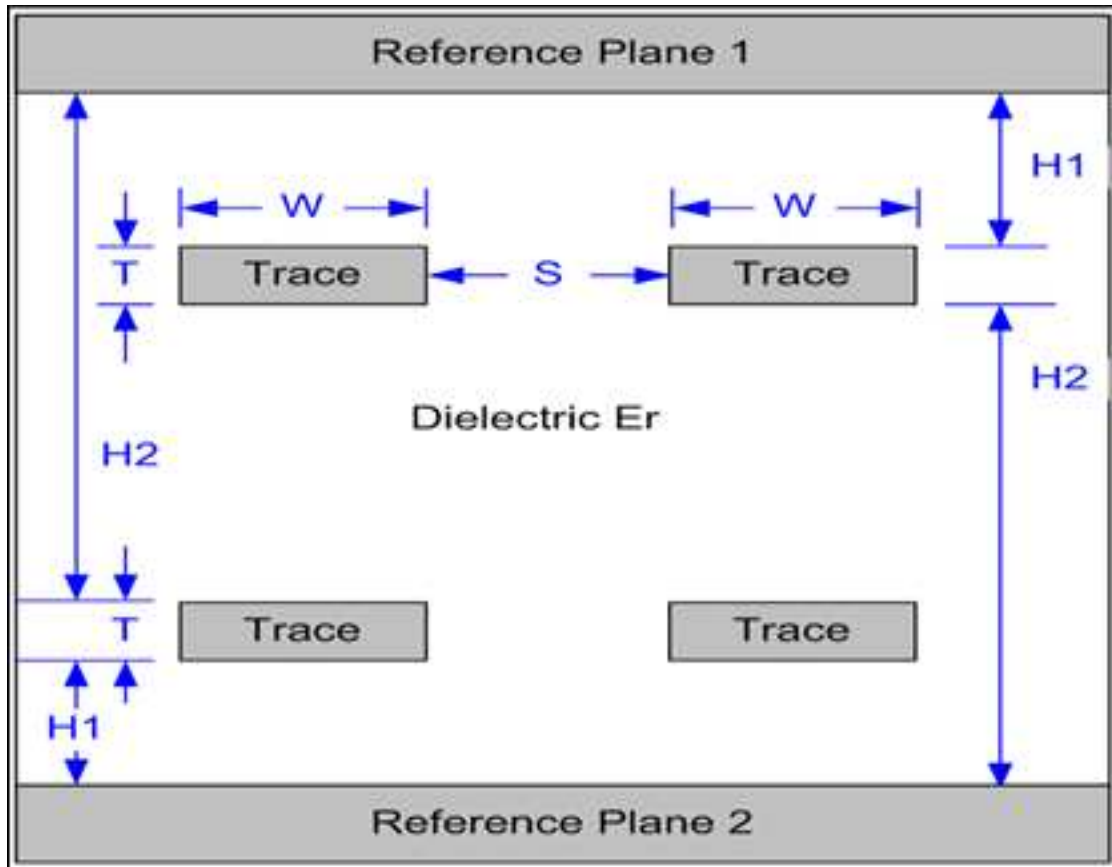 Reference Plane 1
H1
W
W
T
Trace
S
Trace
H2
Dielectric Er
H2
T
Trace
Trace
H1
Reference Plane 2